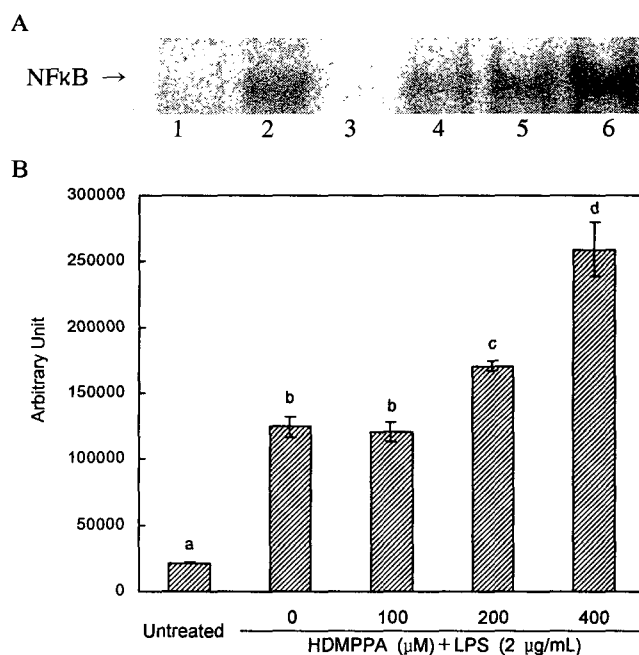 A
NFκB →
1 2 3 4 5 6
B
300000
250000
200000
150000
100000
50000
0
Arbitrary Unit
a
b
b
c
d
Untreated
0 100 200 400
HDMPPA (μM) + LPS (2 μg/mL)